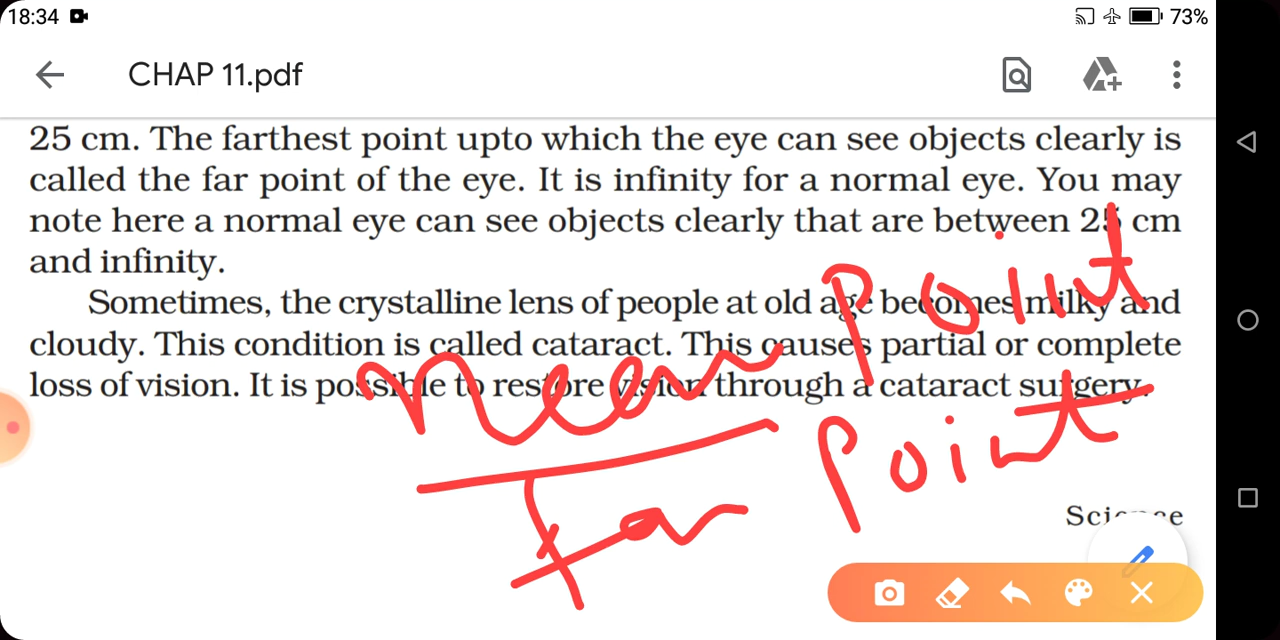 18:34 73%
CHAP 11.pdf
25 cm. The farthest point upto which the eye can see objects clearly is
called the far point of the eye. It is infinity for a normal eye. You may
note here a normal eye can see objects clearly that are between 25 cm
and infinity.
Sometimes, the crystalline lens of people at old age becomes milky and
cloudy. This condition is called cataract. This causes partial or complete
loss of vision. It is possible to restore vision through a cataract surgery.
Near point
Far point
Science